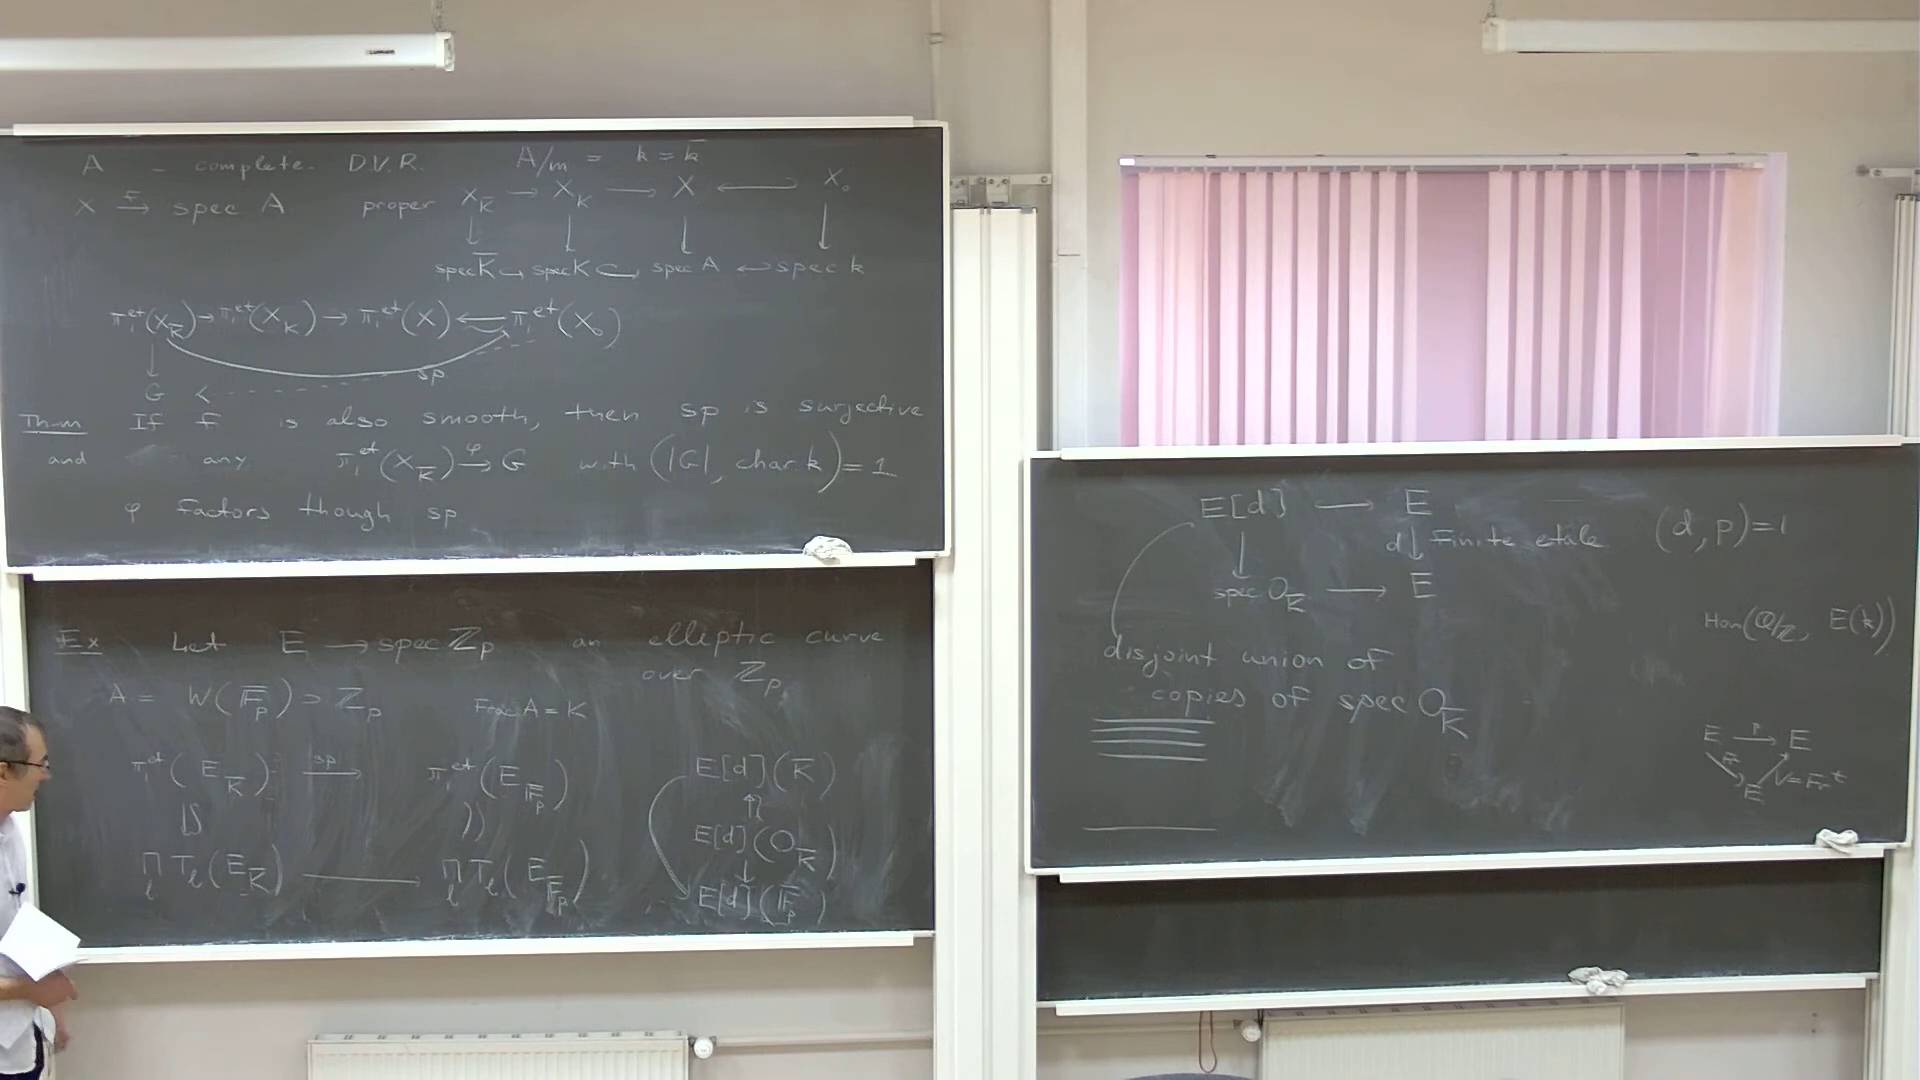 A - complete D.V.R. A/m = k = k̄
X →^f spec A proper X_K̄ → X_K → X ← X₀
spec K̄ → spec K ↪ spec A ↩ spec k
π₁^et(X_K̄) → π₁^et(X_K) → π₁^et(X) ← π₁^et(X₀)
sp
G
Thm If f is also smooth, then sp is surjective
and any π₁^et(X_K̄) →^φ G with (|G|, char k) = 1
φ factors though sp
Ex Let E → spec Z_p an elliptic curve
over Z_p
A = W(F̄_p) ⊃ Z_p Frac A = K
π₁^et(E_K̄) →^sp π₁^et(E_F̄_p)
∏_ℓ T_ℓ(E_K̄) → ∏_ℓ T_ℓ(E_F̄_p)
E[d](K̄)
E[d](O_K̄)
E[d](F̄_p)
E[d] → E
d ↓ finite etale (d, p) = 1
spec O_K̄ → E
Hom(Q/Z, E(k))
disjoint union of
copies of spec O_K̄
E →^p E
Fr V = Fr^t
E